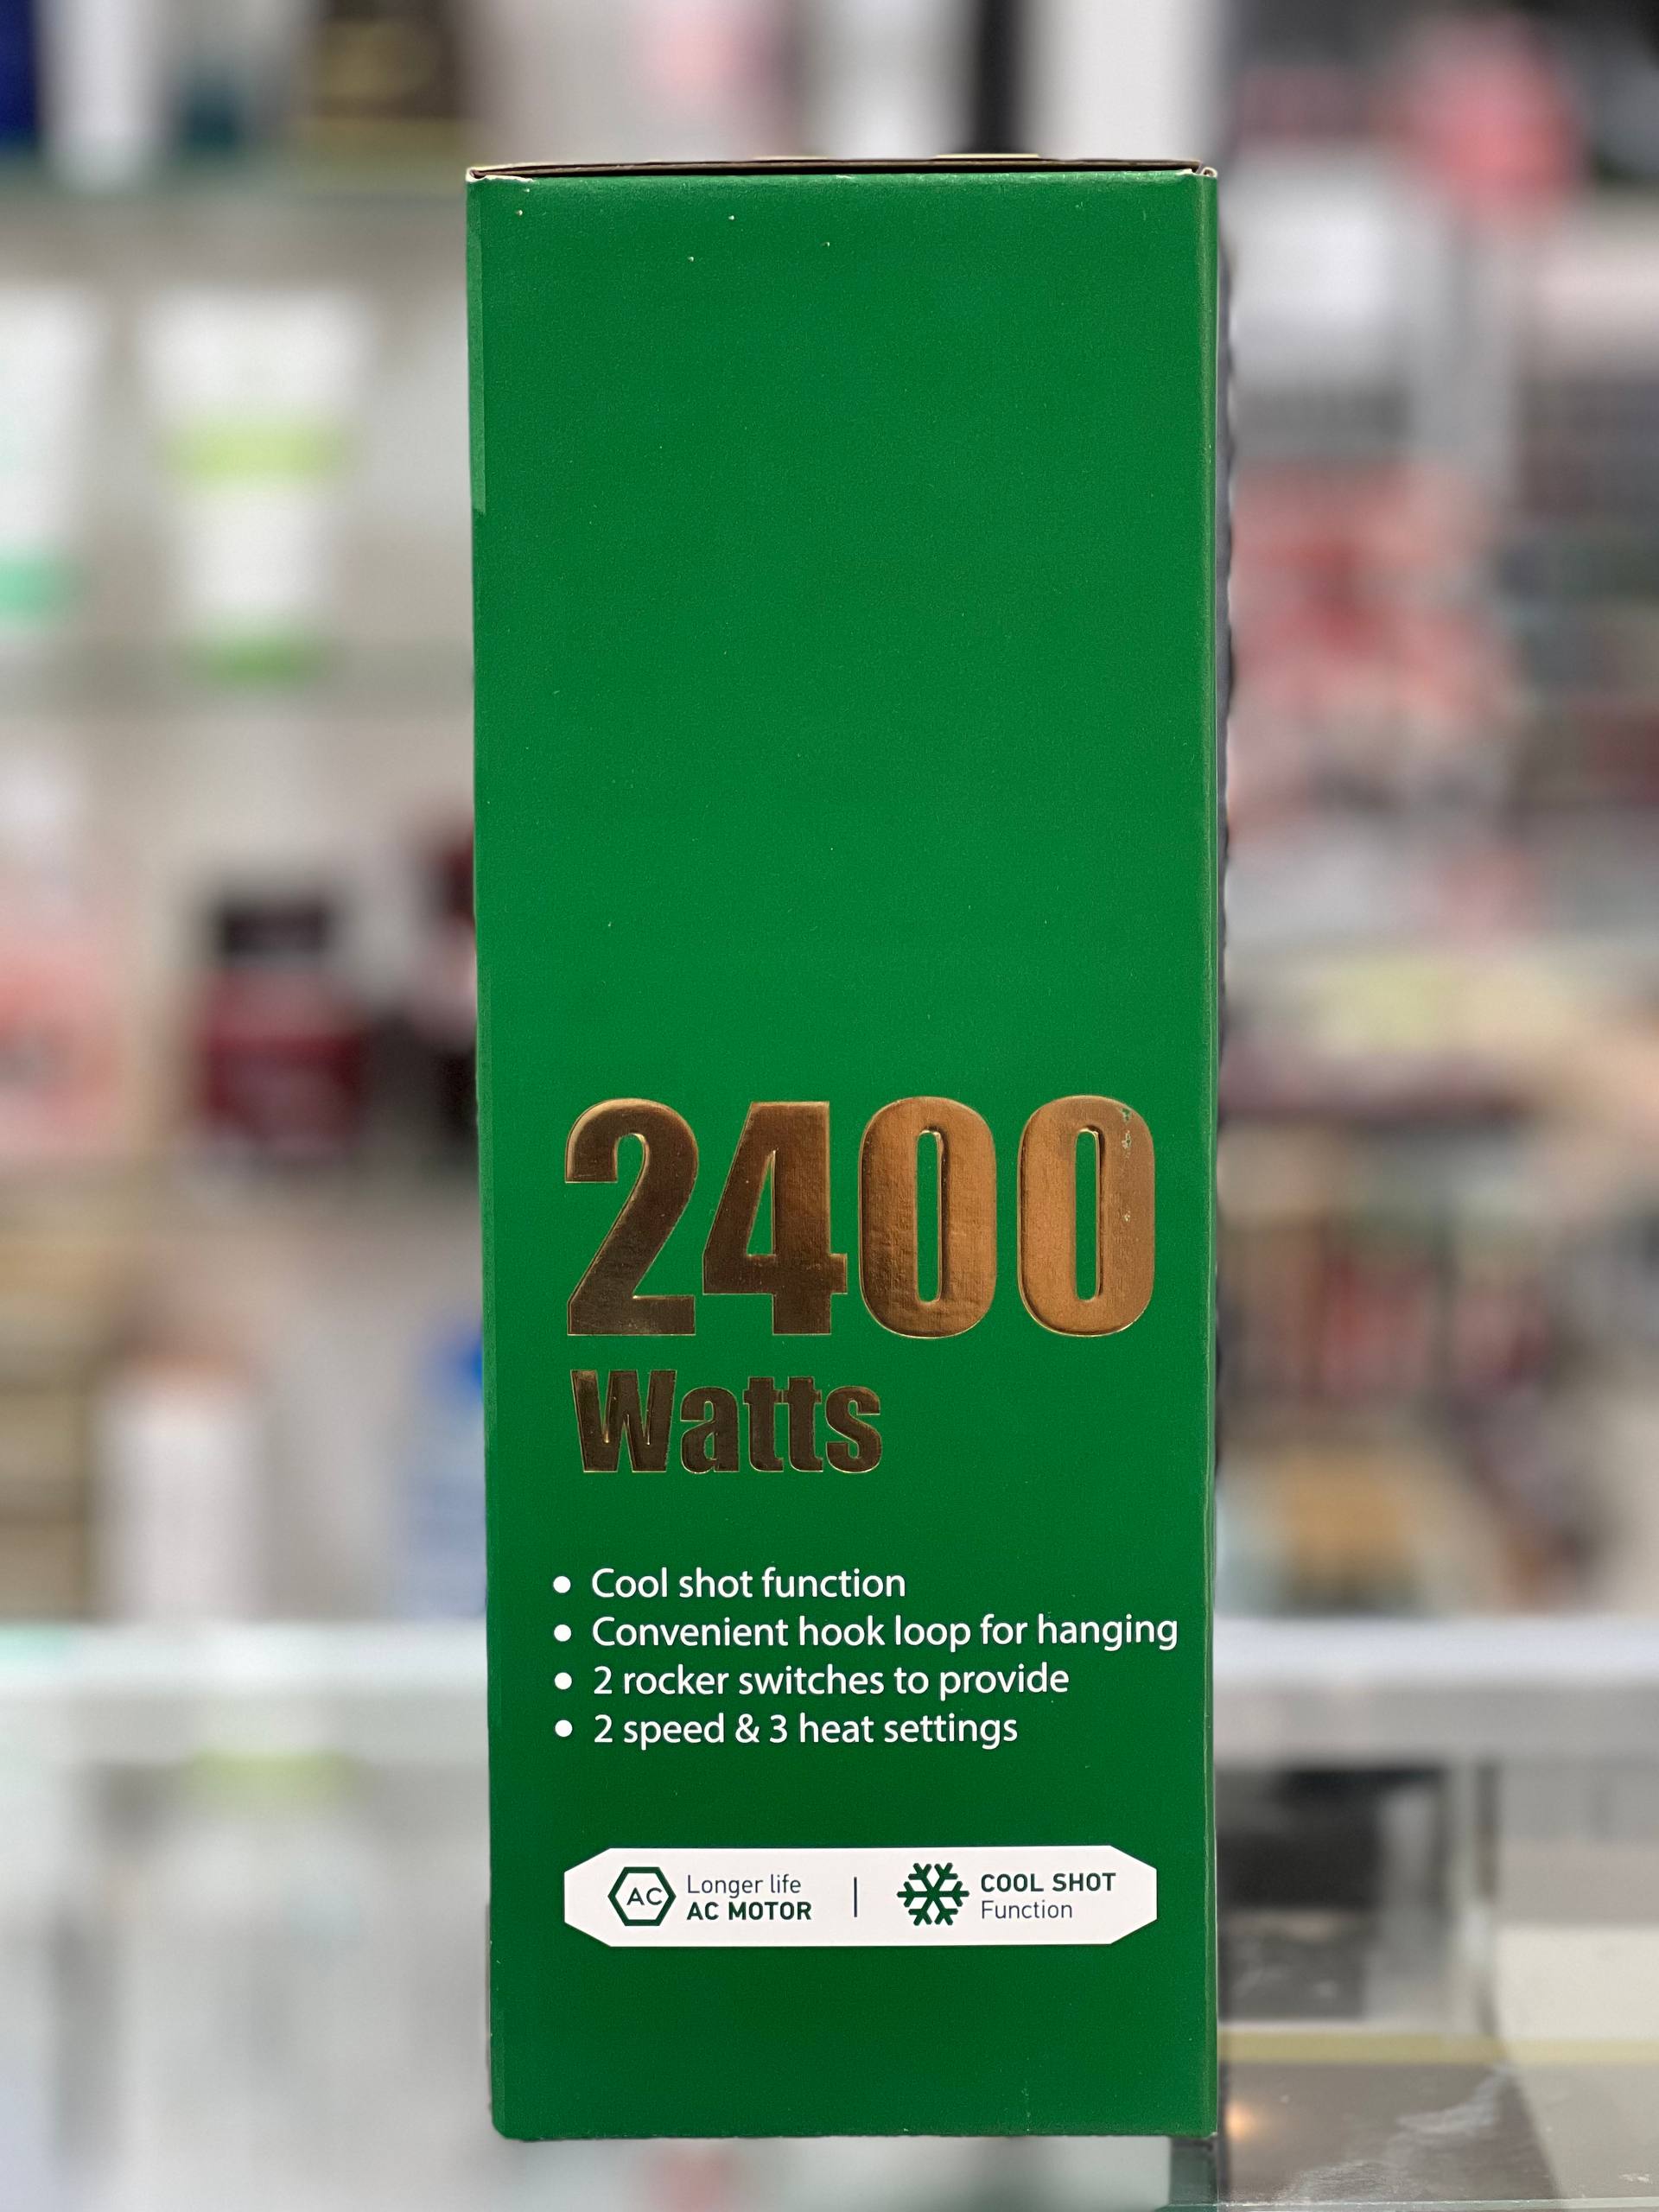 2400
Watts
• Cool shot function
• Convenient hook loop for hanging
• 2 rocker switches to provide
• 2 speed & 3 heat settings
AC
Longer life
AC MOTOR
COOL SHOT
Function